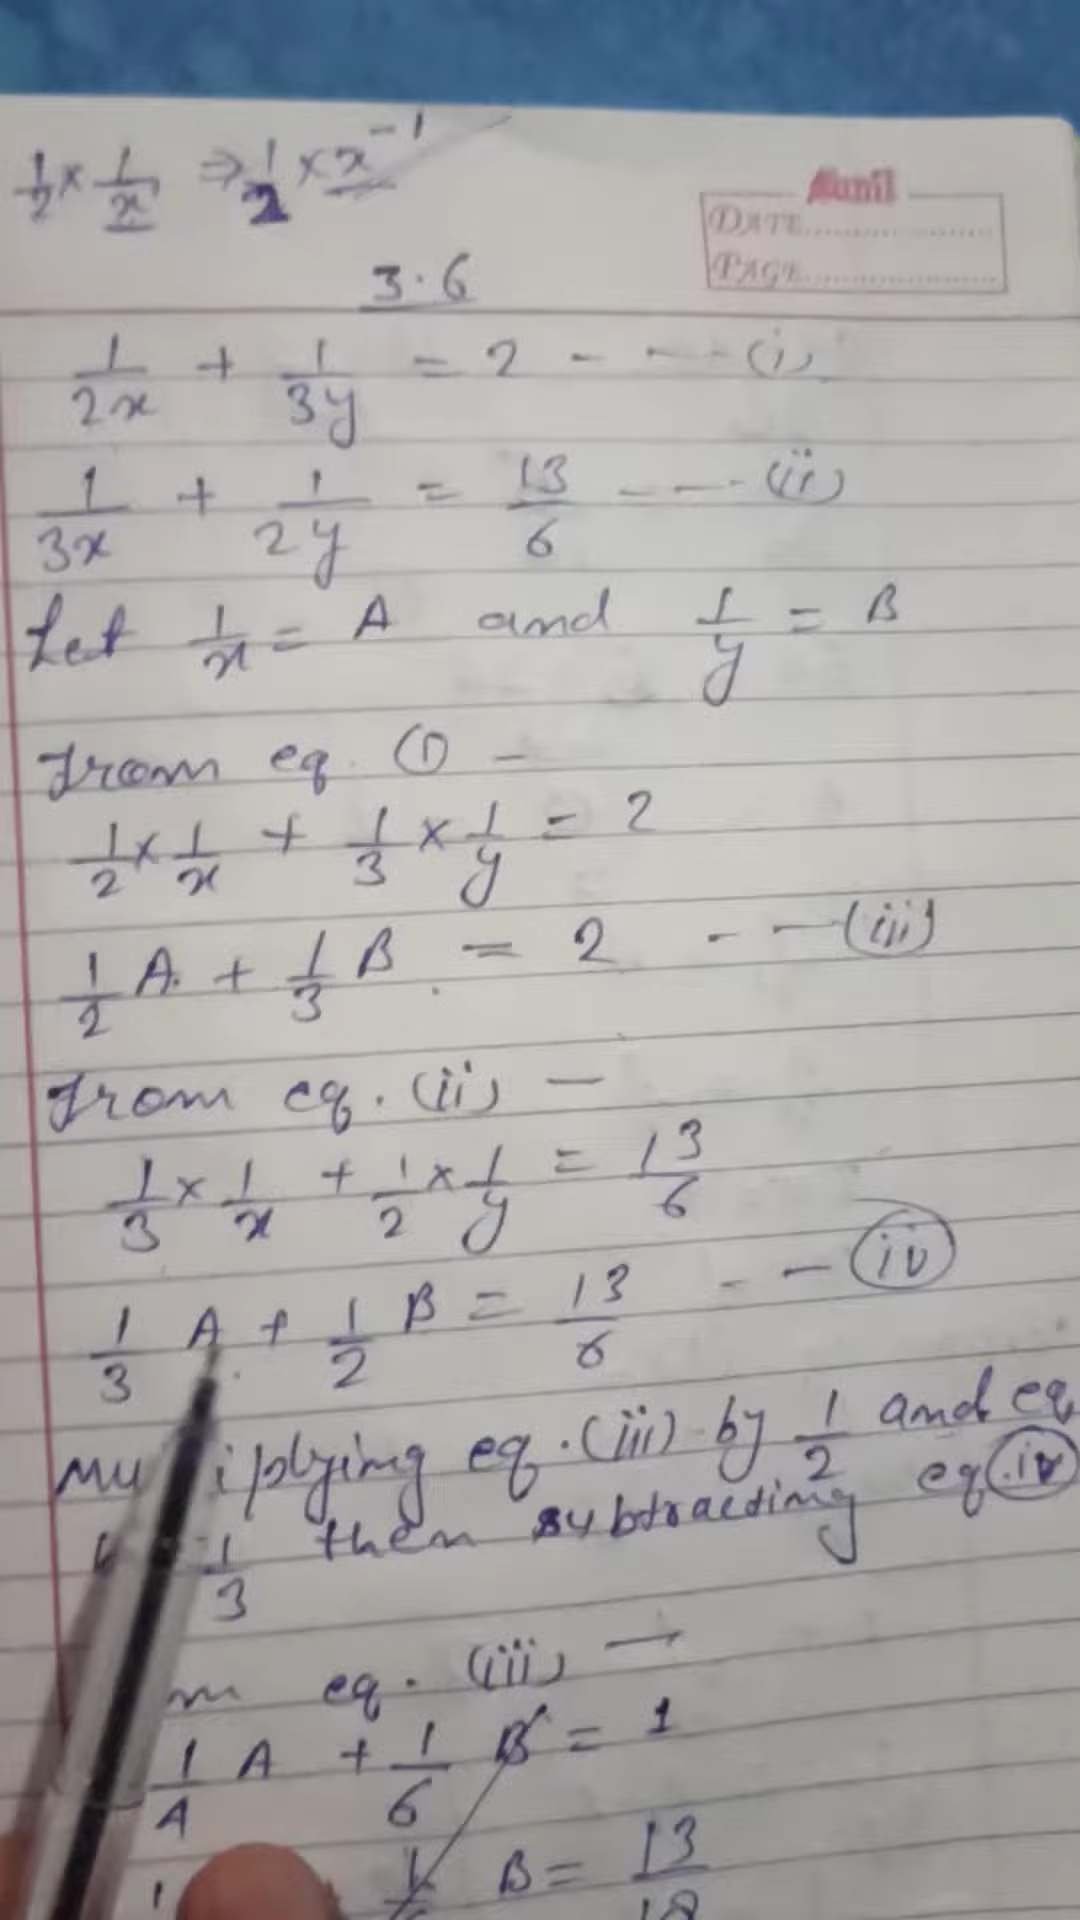 1/2 × 1/x ⇒ 1/2 × x⁻¹
Sunil
DATE
PAGE
3.6
1/2x + 1/3y = 2 - - - (i)
1/3x + 1/2y = 13/6 - - - (ii)
Let 1/x = A and 1/y = B
From eq. (1) -
1/2 × 1/x + 1/3 × 1/y = 2
1/2 A + 1/3 B = 2 - - (iii)
From eq. (ii) -
1/3 × 1/x + 1/2 × 1/y = 13/6
1/3 A + 1/2 B = 13/6 - - (iv)
eq. (iii) by 1/2 and eq
1/3 then subtracting eq (iv)
eq. (iii) -
1/4 A + 1/6 B = 1
B = 13/18